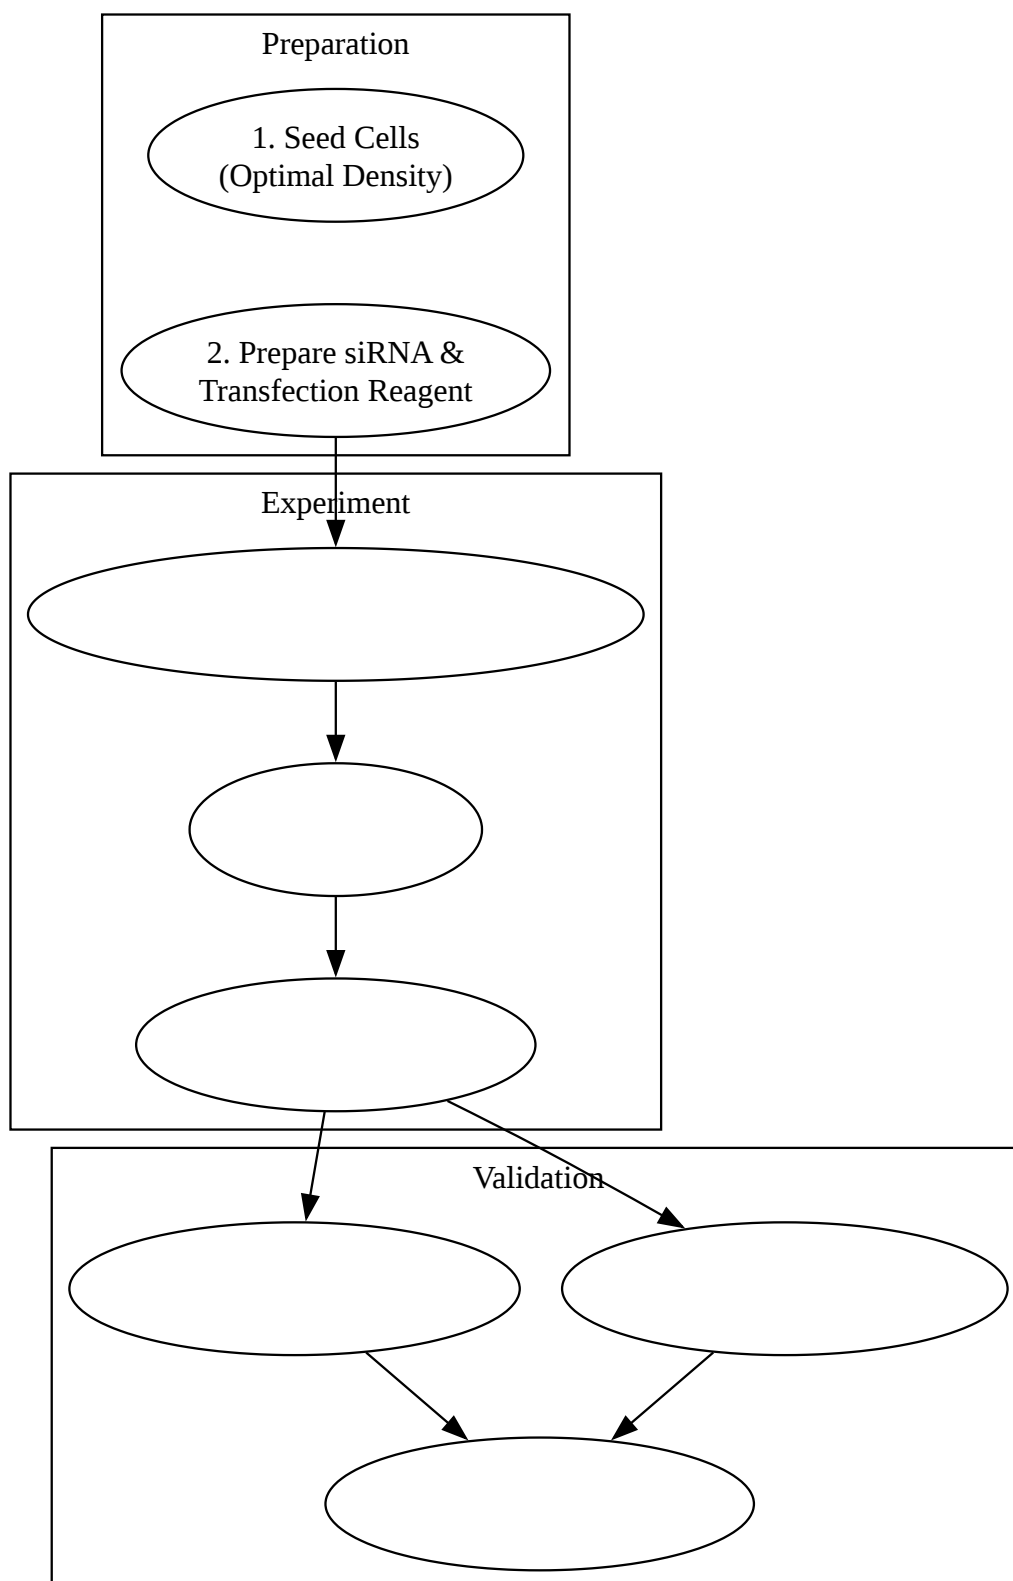 Preparation
1. Seed Cells
(Optimal Density)
2. Prepare siRNA &
Transfection Reagent
Experiment
Validation